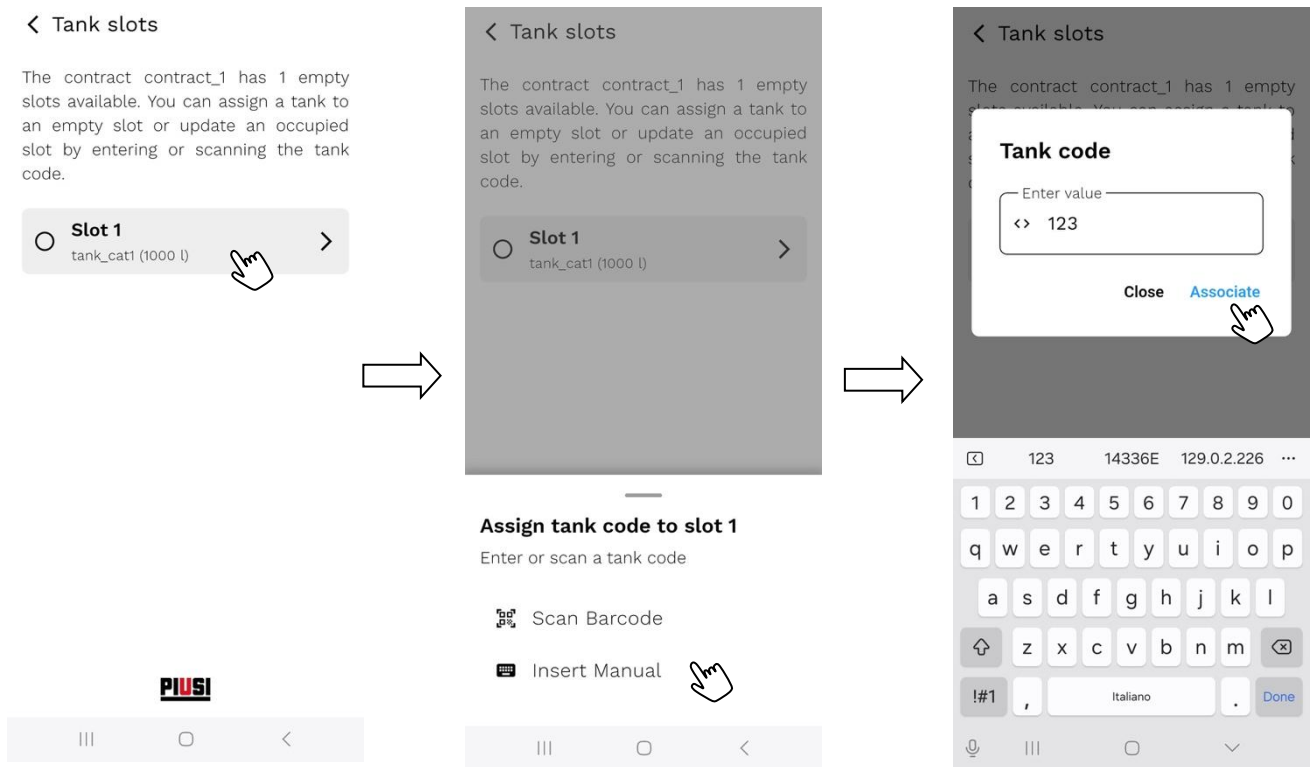 Tank slots
The contract contract_1 has 1 empty
slots available. You can assign a tank to
an empty slot or update an occupied
slot by entering or scanning the tank
code.
Slot 1
tank_cat1 (1000 l)
PIUSI
Tank slots
The contract contract_1 has 1 empty
slots available. You can assign a tank to
an empty slot or update an occupied
slot by entering or scanning the tank
code.
Slot 1
tank_cat1 (1000 l)
Assign tank code to slot 1
Enter or scan a tank code
Scan Barcode
Insert Manual
Tank slots
The contract contract_1 has 1 empty
Tank code
Enter value
<> 123
Close Associate
123 14336E 129.0.2.226 ...
1 2 3 4 5 6 7 8 9 0
q w e r t y u i o p
a s d f g h j k l
z x c v b n m
!#1 , Italiano . Done